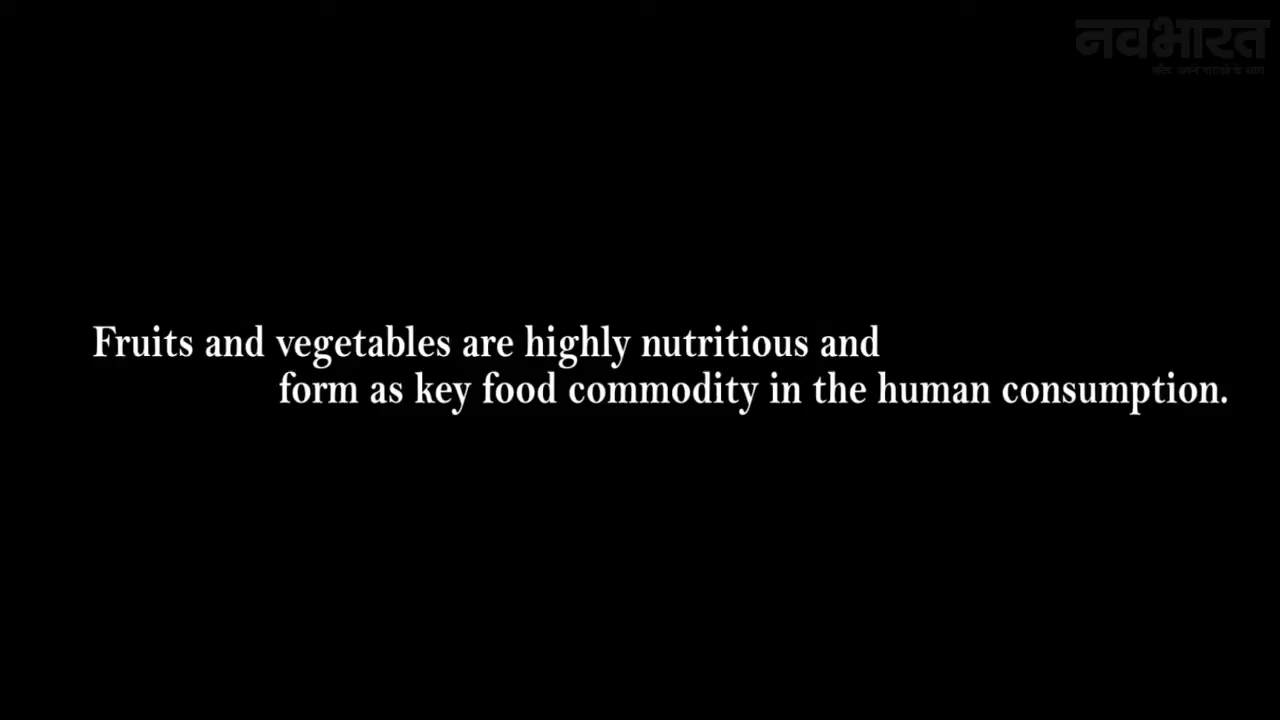 नवभारत
Fruits and vegetables are highly nutritious and
form as key food commodity in the human consumption.